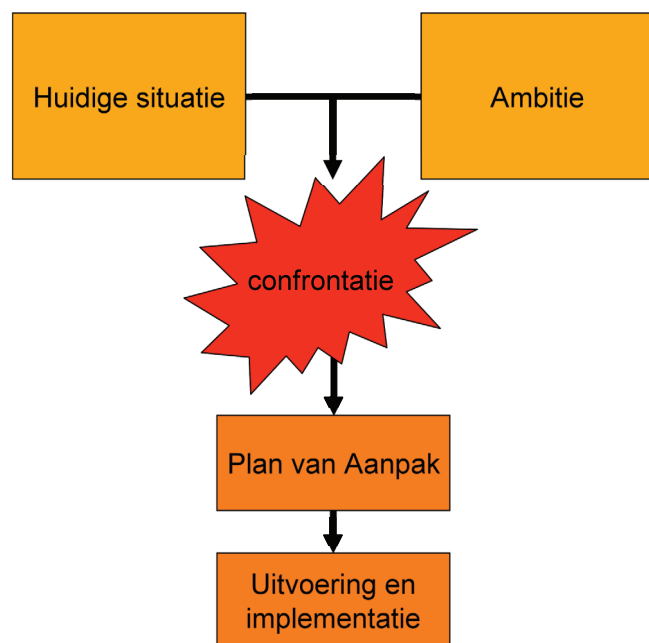 Huidige situatie
Ambitie
confrontatie
Plan van Aanpak
Uitvoering en
implementatie